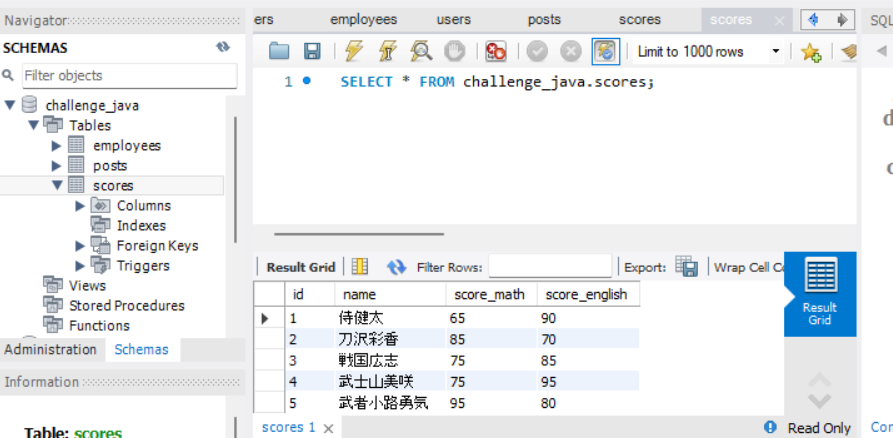 Navigator
SCHEMAS
Filter objects
challenge_java
Tables
employees
posts
scores
Columns
Indexes
Foreign Keys
Triggers
Views
Stored Procedures
Functions
Administration Schemas
Information
Table: scores
ers employees users posts scores scores
Limit to 1000 rows
1 SELECT * FROM challenge_java.scores;
Result Grid Filter Rows: Export: Wrap Cell Co
id name score_math score_english
1 侍健太 65 90
2 刀沢彩香 85 70
3 戦国広志 75 85
4 武士山美咲 75 95
5 武者小路勇気 95 80
Result
Grid
scores 1
Read Only
SQL
d
Con